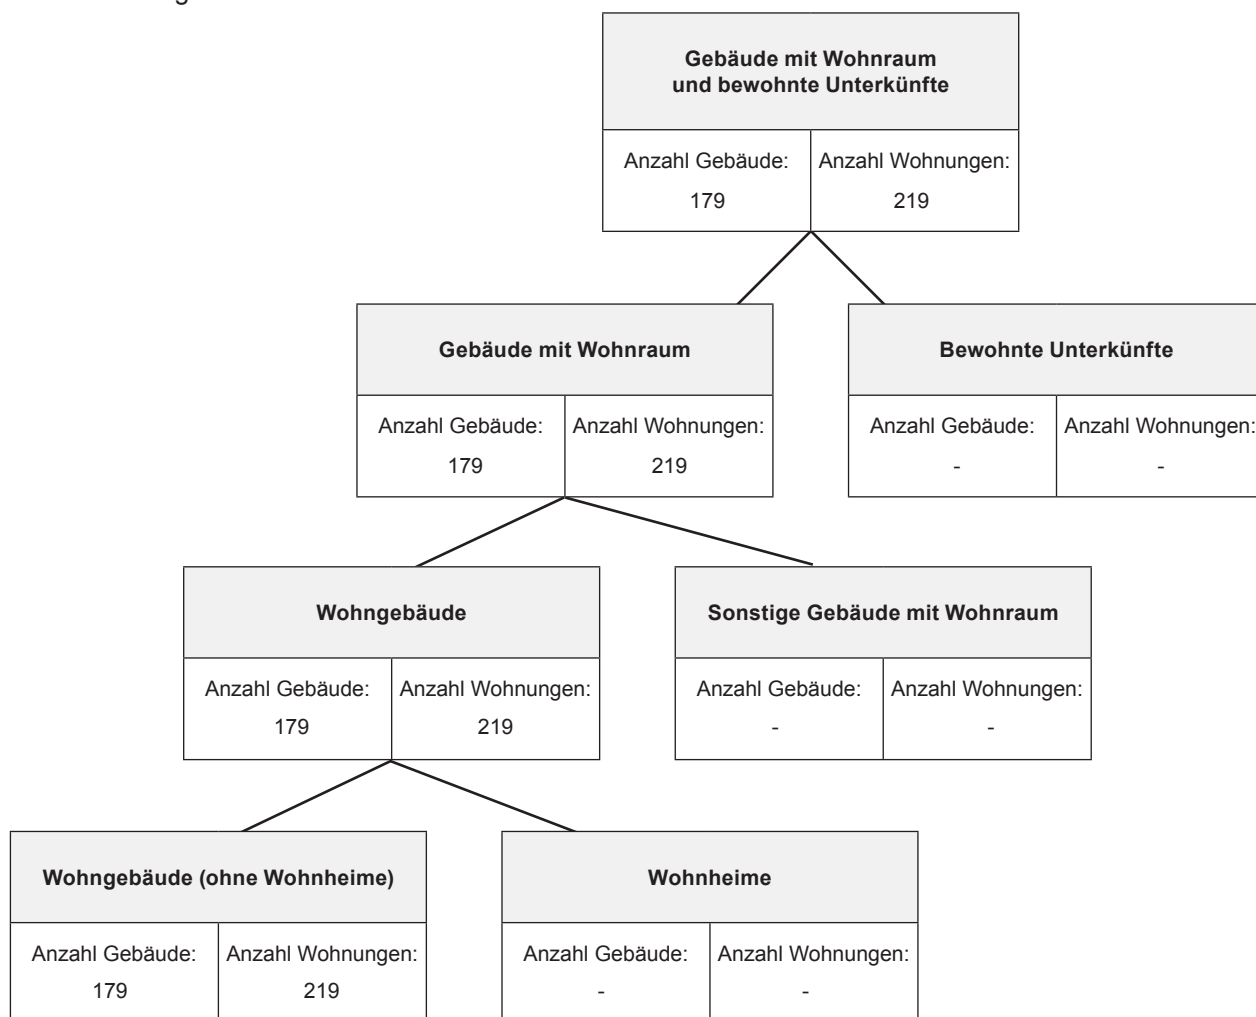 Gebäude mit Wohnraum
und bewohnte Unterkünfte
Anzahl Gebäude: Anzahl Wohnungen:
179 219
Gebäude mit Wohnraum
Anzahl Gebäude: Anzahl Wohnungen:
179 219
Bewohnte Unterkünfte
Anzahl Gebäude: Anzahl Wohnungen:
- -
Wohngebäude
Anzahl Gebäude: Anzahl Wohnungen:
179 219
Sonstige Gebäude mit Wohnraum
Anzahl Gebäude: Anzahl Wohnungen:
- -
Wohngebäude (ohne Wohnheime)
Anzahl Gebäude: Anzahl Wohnungen:
179 219
Wohnheime
Anzahl Gebäude: Anzahl Wohnungen:
- -